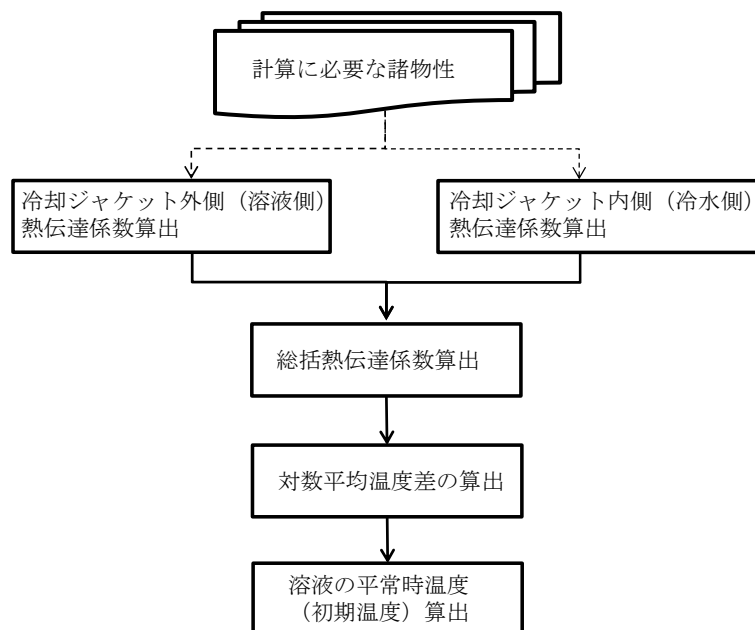 計算に必要な諸物性
冷却ジャケット外側（溶液側）
熱伝達係数算出
冷却ジャケット内側（冷水側）
熱伝達係数算出
総括熱伝達係数算出
対数平均温度差の算出
溶液の平常時温度
（初期温度）算出